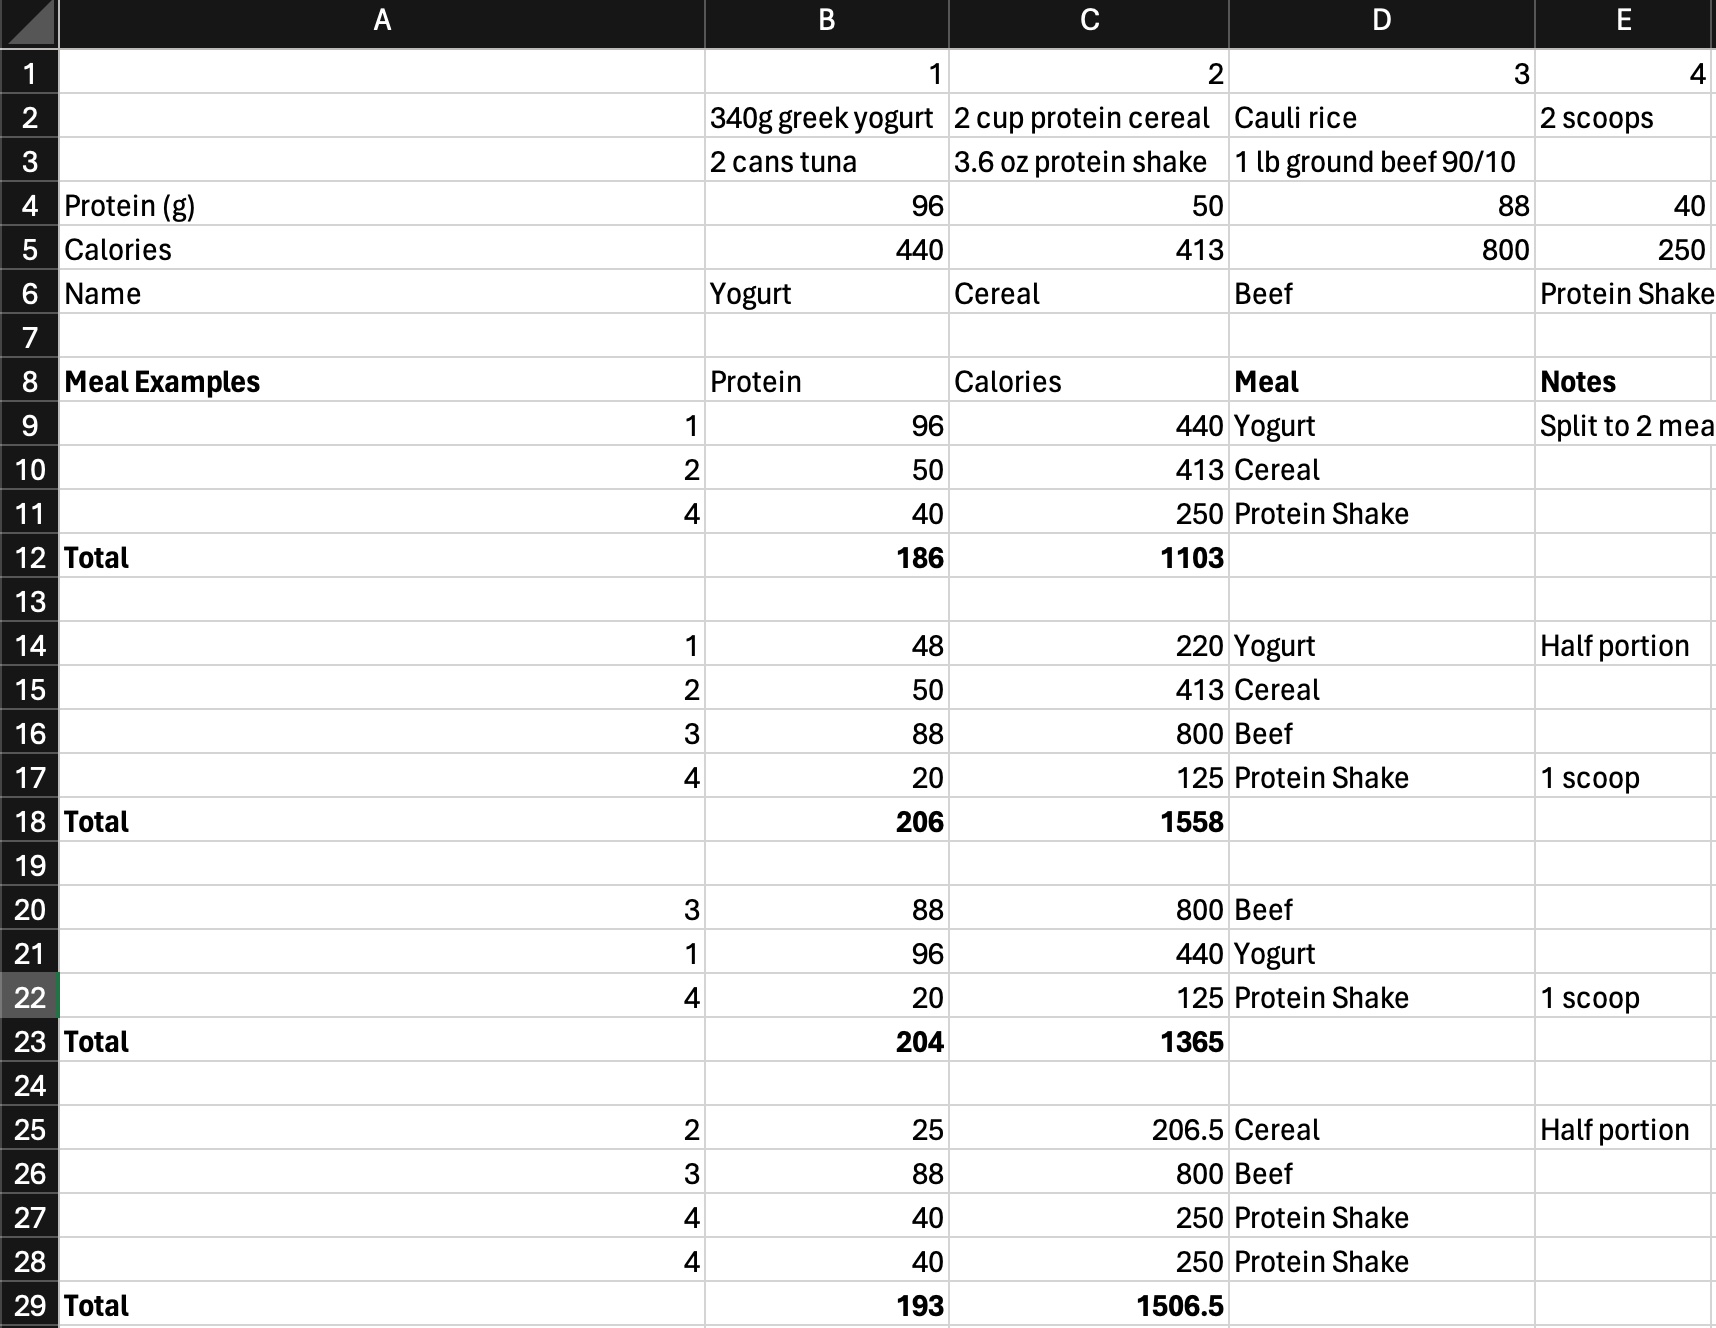 A B C D E
1 1 2 3 4
2 340g greek yogurt 2 cup protein cereal Cauli rice 2 scoops
3 2 cans tuna 3.6 oz protein shake 1 lb ground beef 90/10
4 Protein (g) 96 50 88 40
5 Calories 440 413 800 250
6 Name Yogurt Cereal Beef Protein Shake
7
8 Meal Examples Protein Calories Meal Notes
9 1 96 440 Yogurt Split to 2 mea
10 2 50 413 Cereal
11 4 40 250 Protein Shake
12 Total 186 1103
13
14 1 48 220 Yogurt Half portion
15 2 50 413 Cereal
16 3 88 800 Beef
17 4 20 125 Protein Shake 1 scoop
18 Total 206 1558
19
20 3 88 800 Beef
21 1 96 440 Yogurt
22 4 20 125 Protein Shake 1 scoop
23 Total 204 1365
24
25 2 25 206.5 Cereal Half portion
26 3 88 800 Beef
27 4 40 250 Protein Shake
28 4 40 250 Protein Shake
29 Total 193 1506.5